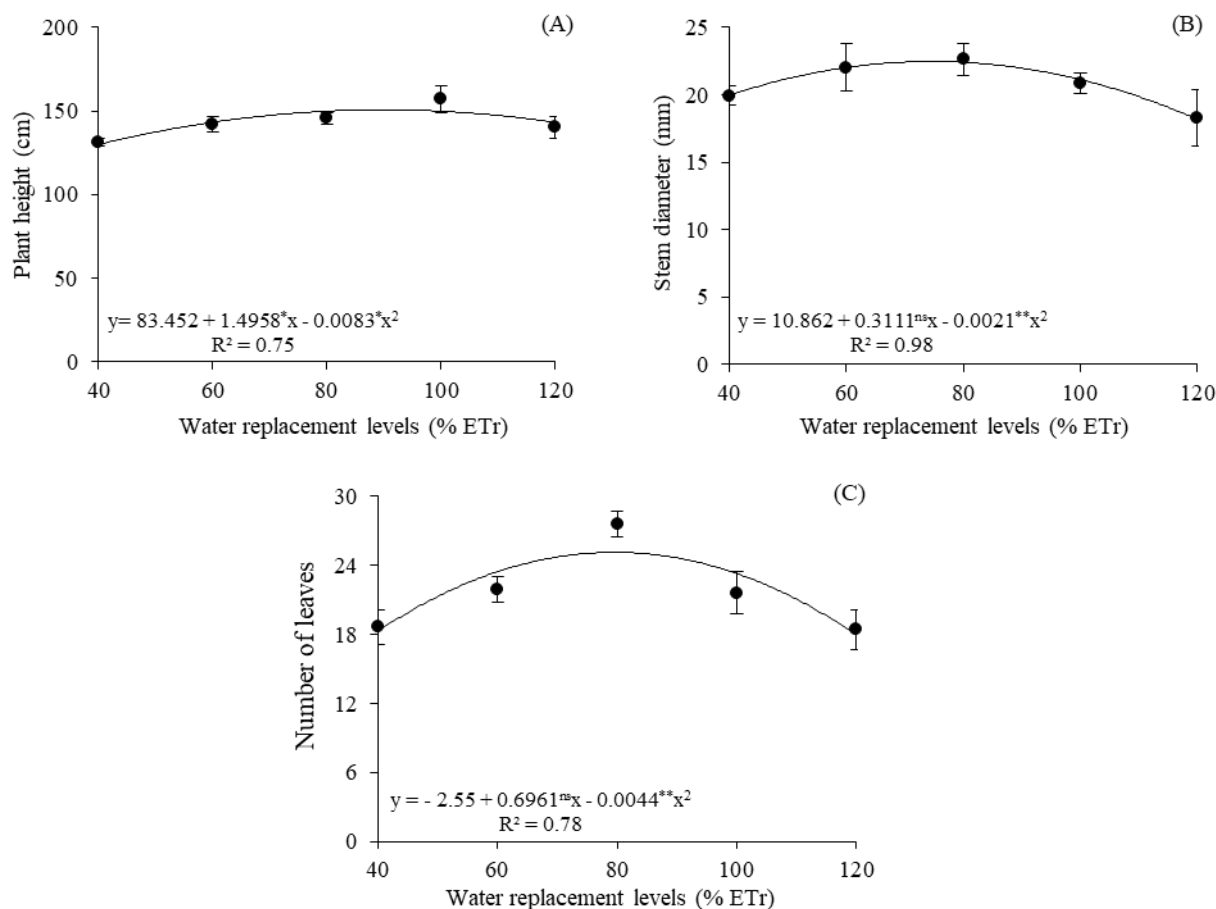 (A)
200
150
100
50
0
Plant height (cm)
y= 83.452 + 1.4958*x - 0.0083*x²
R² = 0.75
40 60 80 100 120
Water replacement levels (% ETr)
(B)
25
20
15
10
5
0
Stem diameter (mm)
y = 10.862 + 0.3111ⁿˢx - 0.0021**x²
R² = 0.98
40 60 80 100 120
Water replacement levels (% ETr)
(C)
30
24
18
12
6
0
Number of leaves
y = - 2.55 + 0.6961ⁿˢx - 0.0044**x²
R² = 0.78
40 60 80 100 120
Water replacement levels (% ETr)